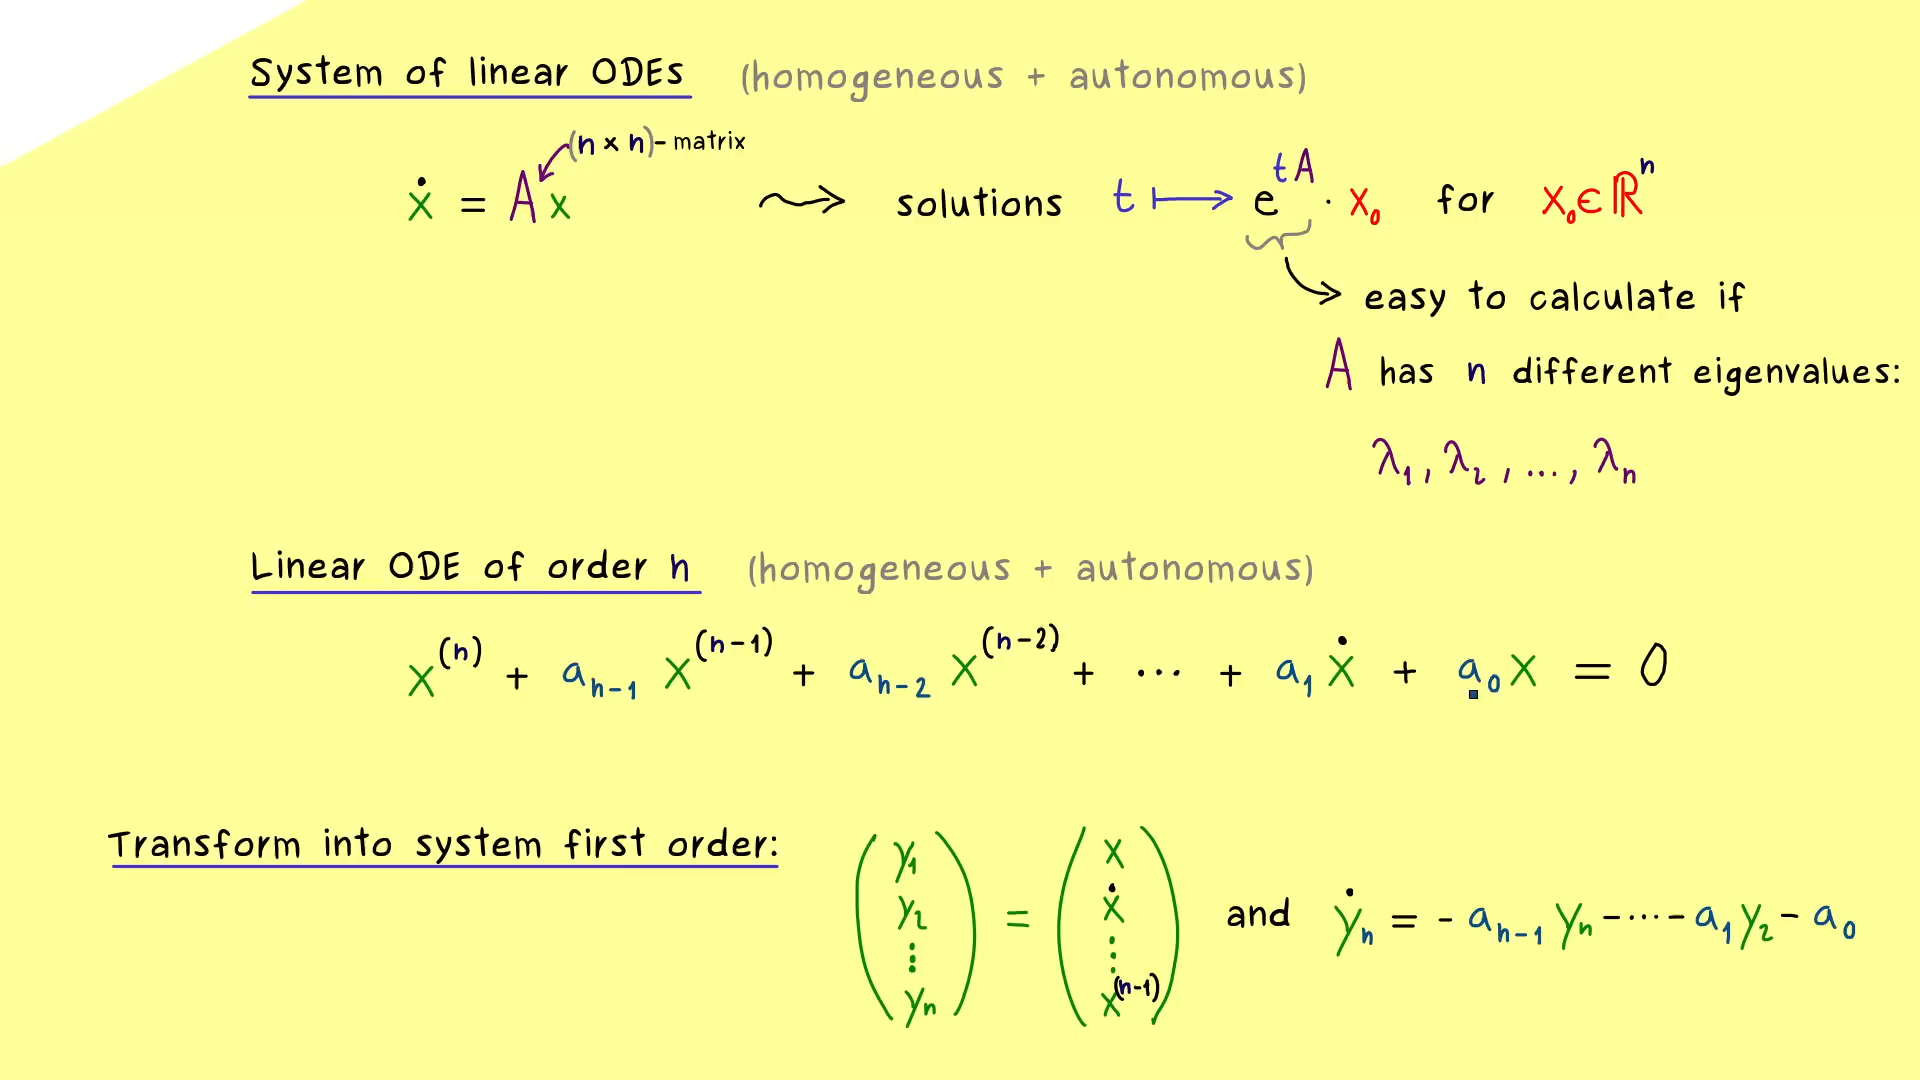 System of linear ODEs (homogeneous + autonomous)
(n × n)-matrix
ẋ = A x ⇝ solutions t ↦ e^{tA} · x₀ for x₀ ∈ ℝⁿ
easy to calculate if
A has n different eigenvalues:
λ₁, λ₂, ..., λₙ
Linear ODE of order n (homogeneous + autonomous)
x^{(n)} + a_{n-1} x^{(n-1)} + a_{n-2} x^{(n-2)} + ... + a₁ ẋ + a₀ x = 0
Transform into system first order: (y₁ y₂ ⋮ yₙ) = (x ẋ ⋮ x^{(n-1)}) and ẏₙ = - a_{n-1} yₙ - ... - a₁ y₂ - a₀